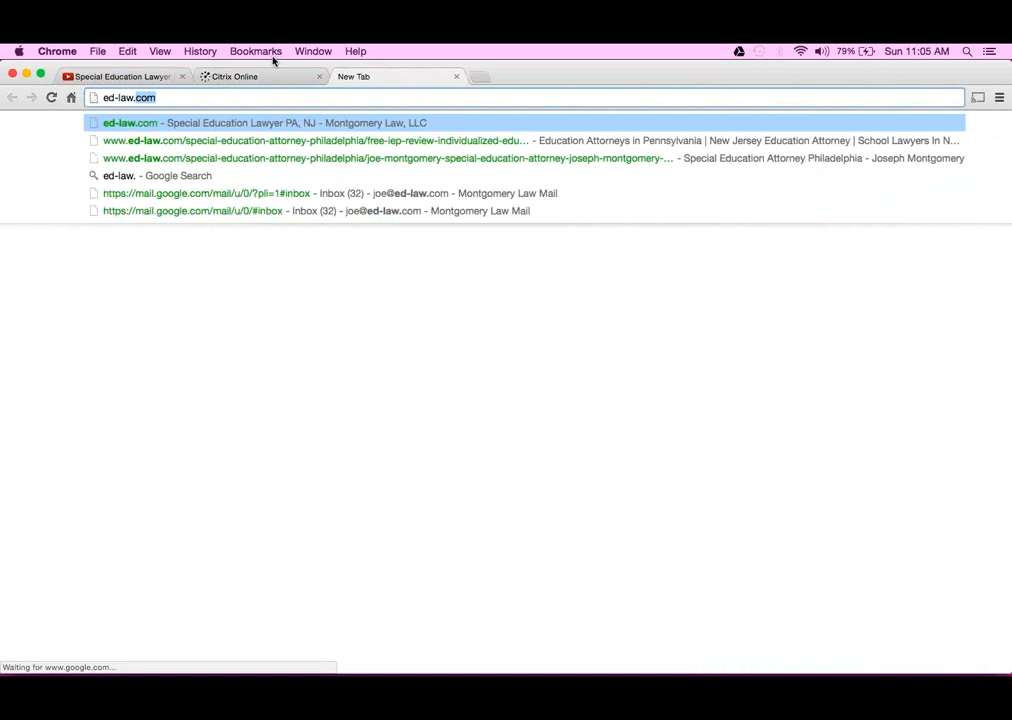 Chrome File Edit View History Bookmarks Window Help 79% Sun 11:05 AM
Special Education Lawyer Citrix Online New Tab
ed-law.com
ed-law.com - Special Education Lawyer PA, NJ - Montgomery Law, LLC
www.ed-law.com/special-education-attorney-philadelphia/free-iep-review-individualized-edu... - Education Attorneys in Pennsylvania | New Jersey Education Attorney | School Lawyers In N...
www.ed-law.com/special-education-attorney-philadelphia/joe-montgomery-special-education-attorney-joseph-montgomery-... - Special Education Attorney Philadelphia - Joseph Montgomery
ed-law. - Google Search
https://mail.google.com/mail/u/0/?pli=1#inbox - Inbox (32) - joe@ed-law.com - Montgomery Law Mail
https://mail.google.com/mail/u/0/#inbox - Inbox (32) - joe@ed-law.com - Montgomery Law Mail
Waiting for www.google.com...